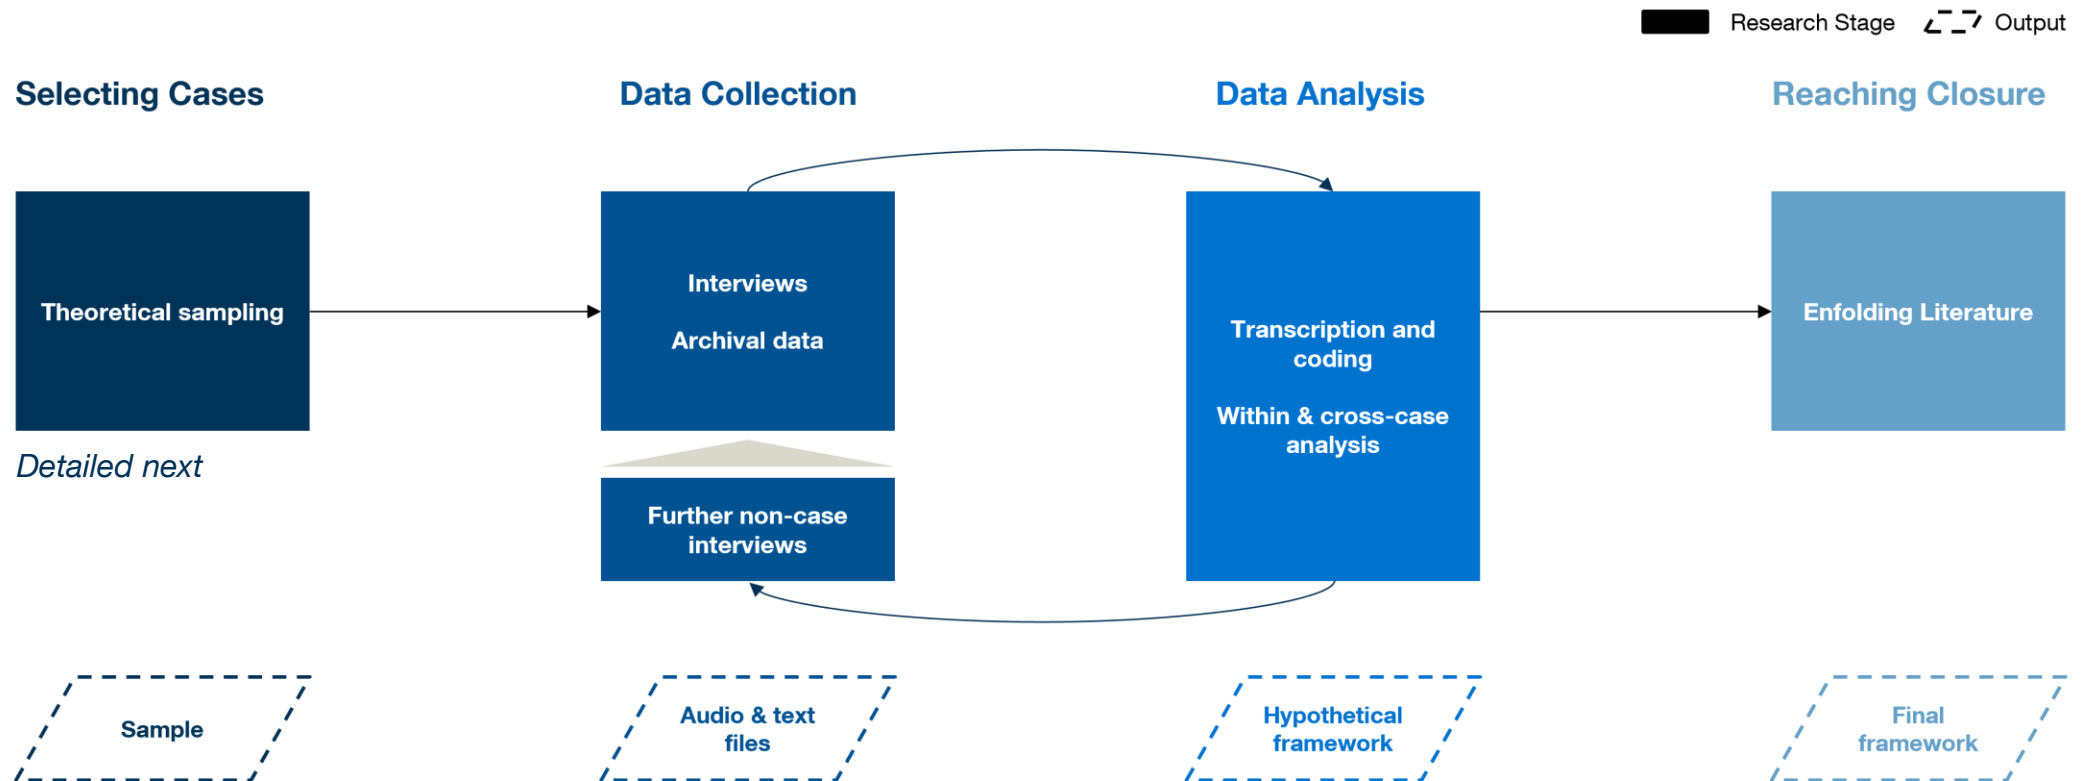 Research Stage
Output
Selecting Cases
Data Collection
Data Analysis
Reaching Closure
Theoretical sampling
Interviews
Archival data
Transcription and
coding
Within & cross-case
analysis
Enfolding Literature
Detailed next
Further non-case
interviews
Sample
Audio & text
files
Hypothetical
framework
Final
framework